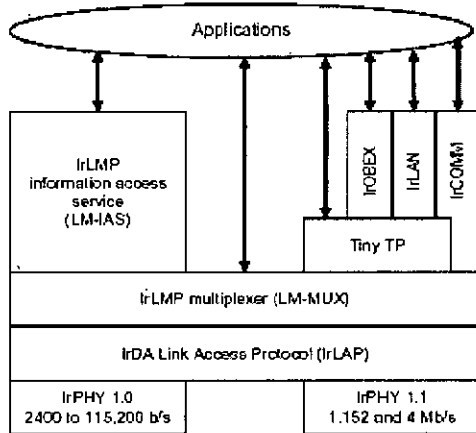 Applications
IrLMP
information access
service
(LM-IAS)
IrOBEX
IrLAN
IrCOMM
Tiny TP
IrLMP multiplexer (LM-MUX)
IrDA Link Access Protocol (IrLAP)
IrPHY 1.0
2400 to 115,200 b/s
IrPHY 1.1
1.152 and 4 Mb/s